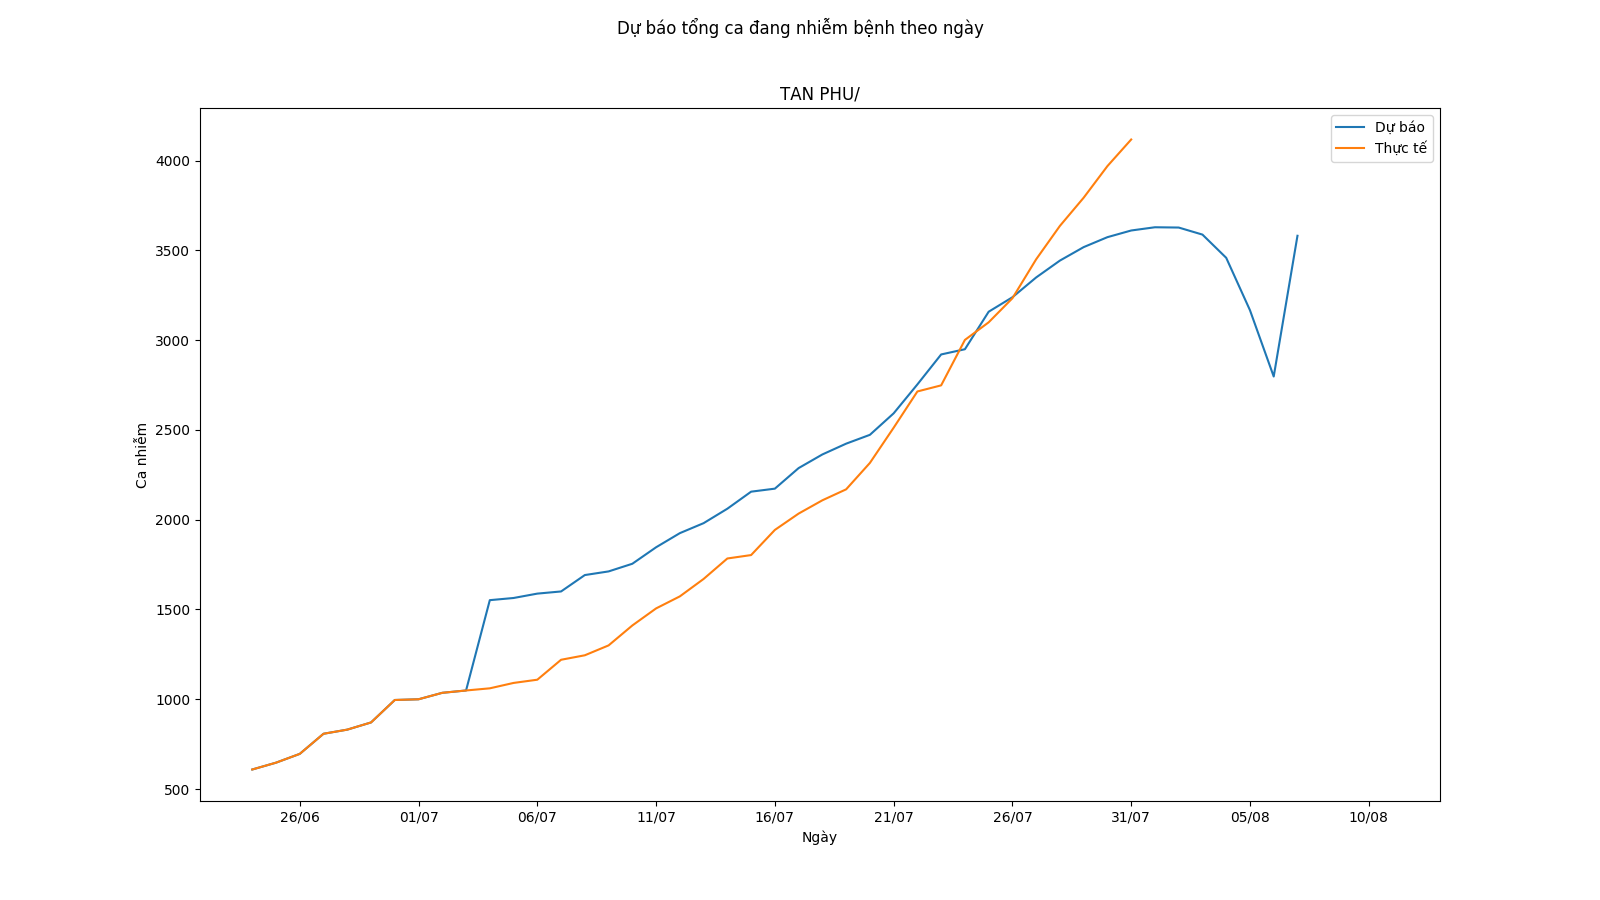 Dự báo tổng ca đang nhiễm bệnh theo ngày
TAN PHU/
Dự báo
Thực tế
4000
3500
3000
2500
2000
1500
1000
500
Ca nhiễm
26/06 01/07 06/07 11/07 16/07 21/07 26/07 31/07 05/08 10/08
Ngày